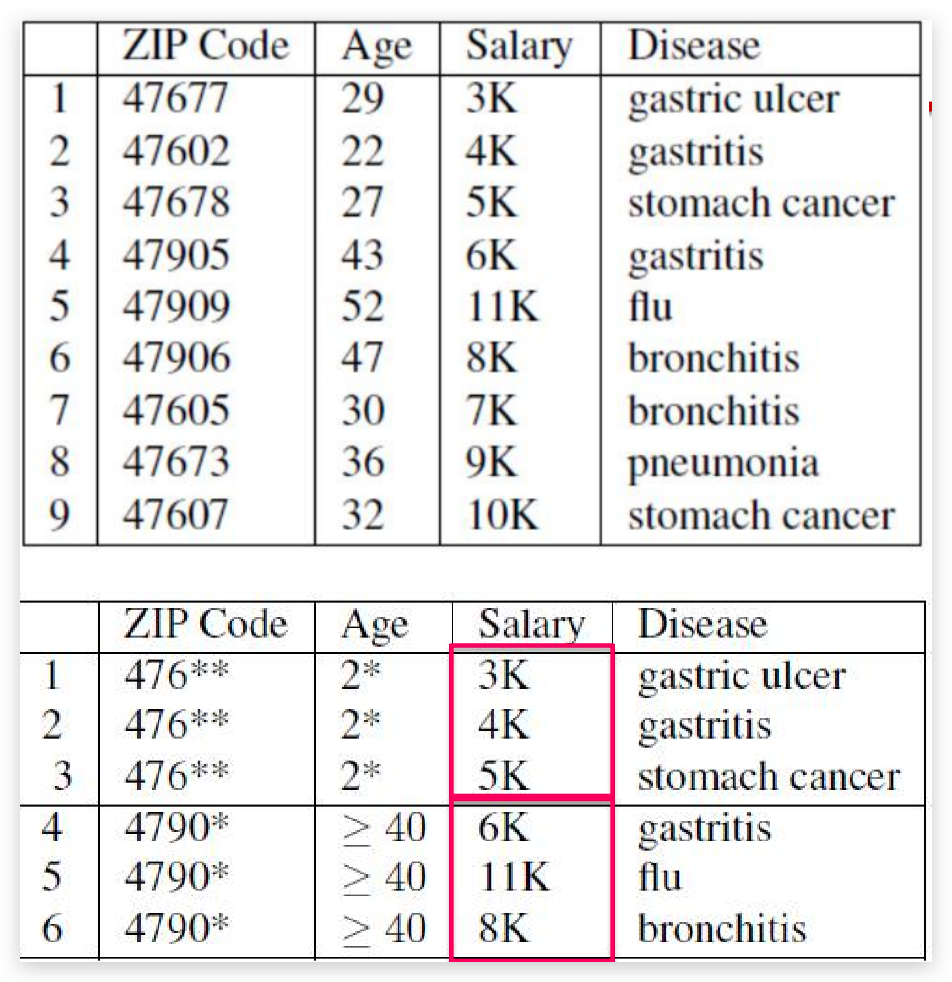 ZIP Code Age Salary Disease
1 47677 29 3K gastric ulcer
2 47602 22 4K gastritis
3 47678 27 5K stomach cancer
4 47905 43 6K gastritis
5 47909 52 11K flu
6 47906 47 8K bronchitis
7 47605 30 7K bronchitis
8 47673 36 9K pneumonia
9 47607 32 10K stomach cancer
ZIP Code Age Salary Disease
1 476** 2* 3K gastric ulcer
2 476** 2* 4K gastritis
3 476** 2* 5K stomach cancer
4 4790* ≥ 40 6K gastritis
5 4790* ≥ 40 11K flu
6 4790* ≥ 40 8K bronchitis